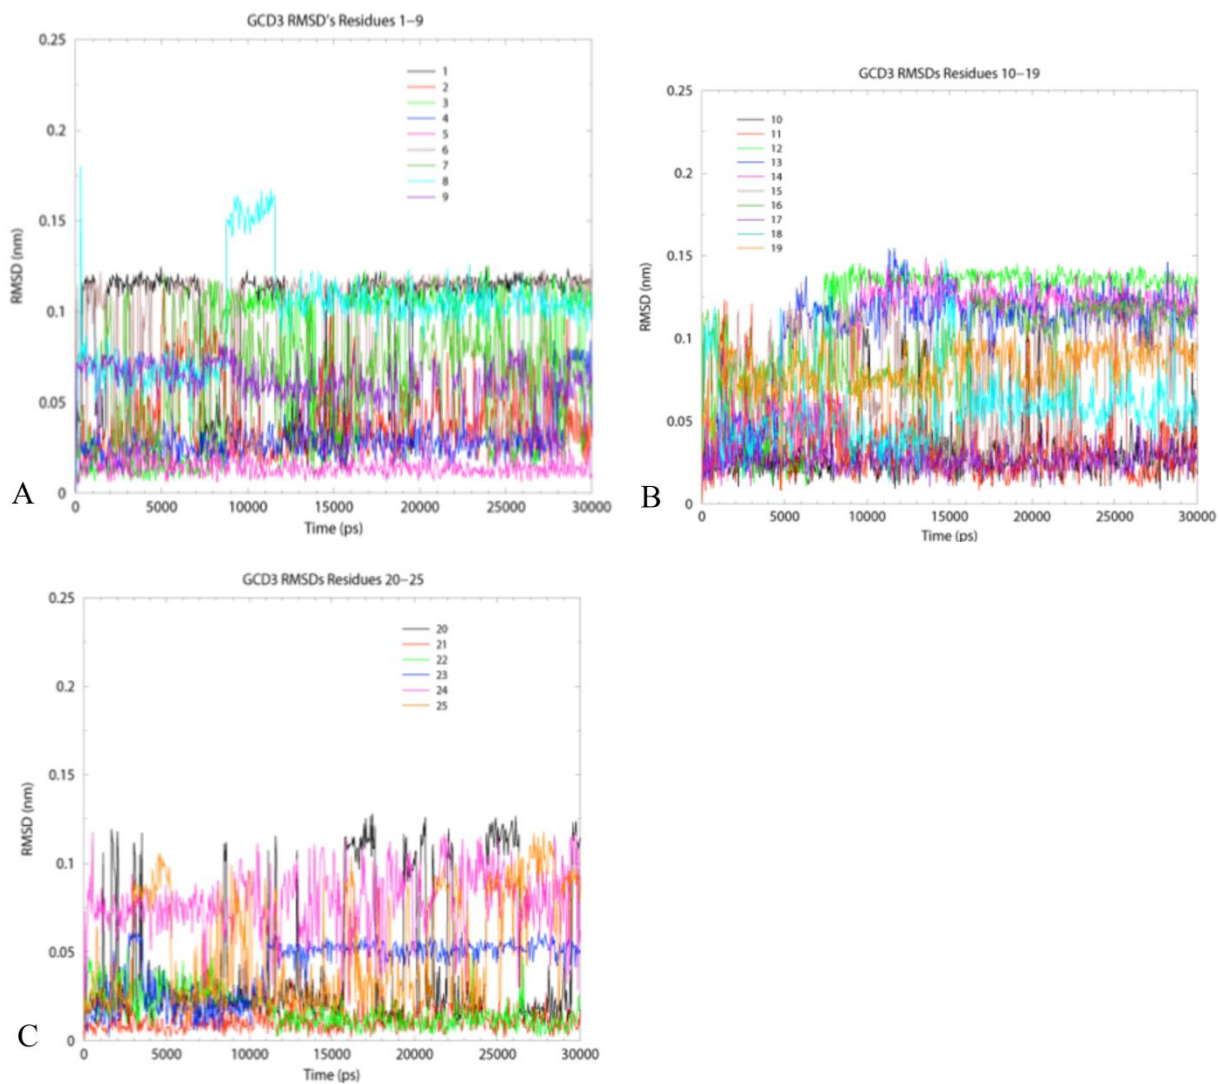 GCD3 RMSD's Residues 1–9
0.25
0.2
0.15
0.1
0.05
0
RMSD (nm)
1
2
3
4
5
6
7
8
9
0 5000 10000 15000 20000 25000 30000
Time (ps)
A
GCD3 RMSDs Residues 10–19
0.25
0.2
0.15
0.1
0.05
0
RMSD (nm)
10
11
12
13
14
15
16
17
18
19
0 5000 10000 15000 20000 25000 30000
Time (ps)
B
GCD3 RMSDs Residues 20–25
0.25
0.2
0.15
0.1
0.05
0
RMSD (nm)
20
21
22
23
24
25
0 5000 10000 15000 20000 25000 30000
Time (ps)
C